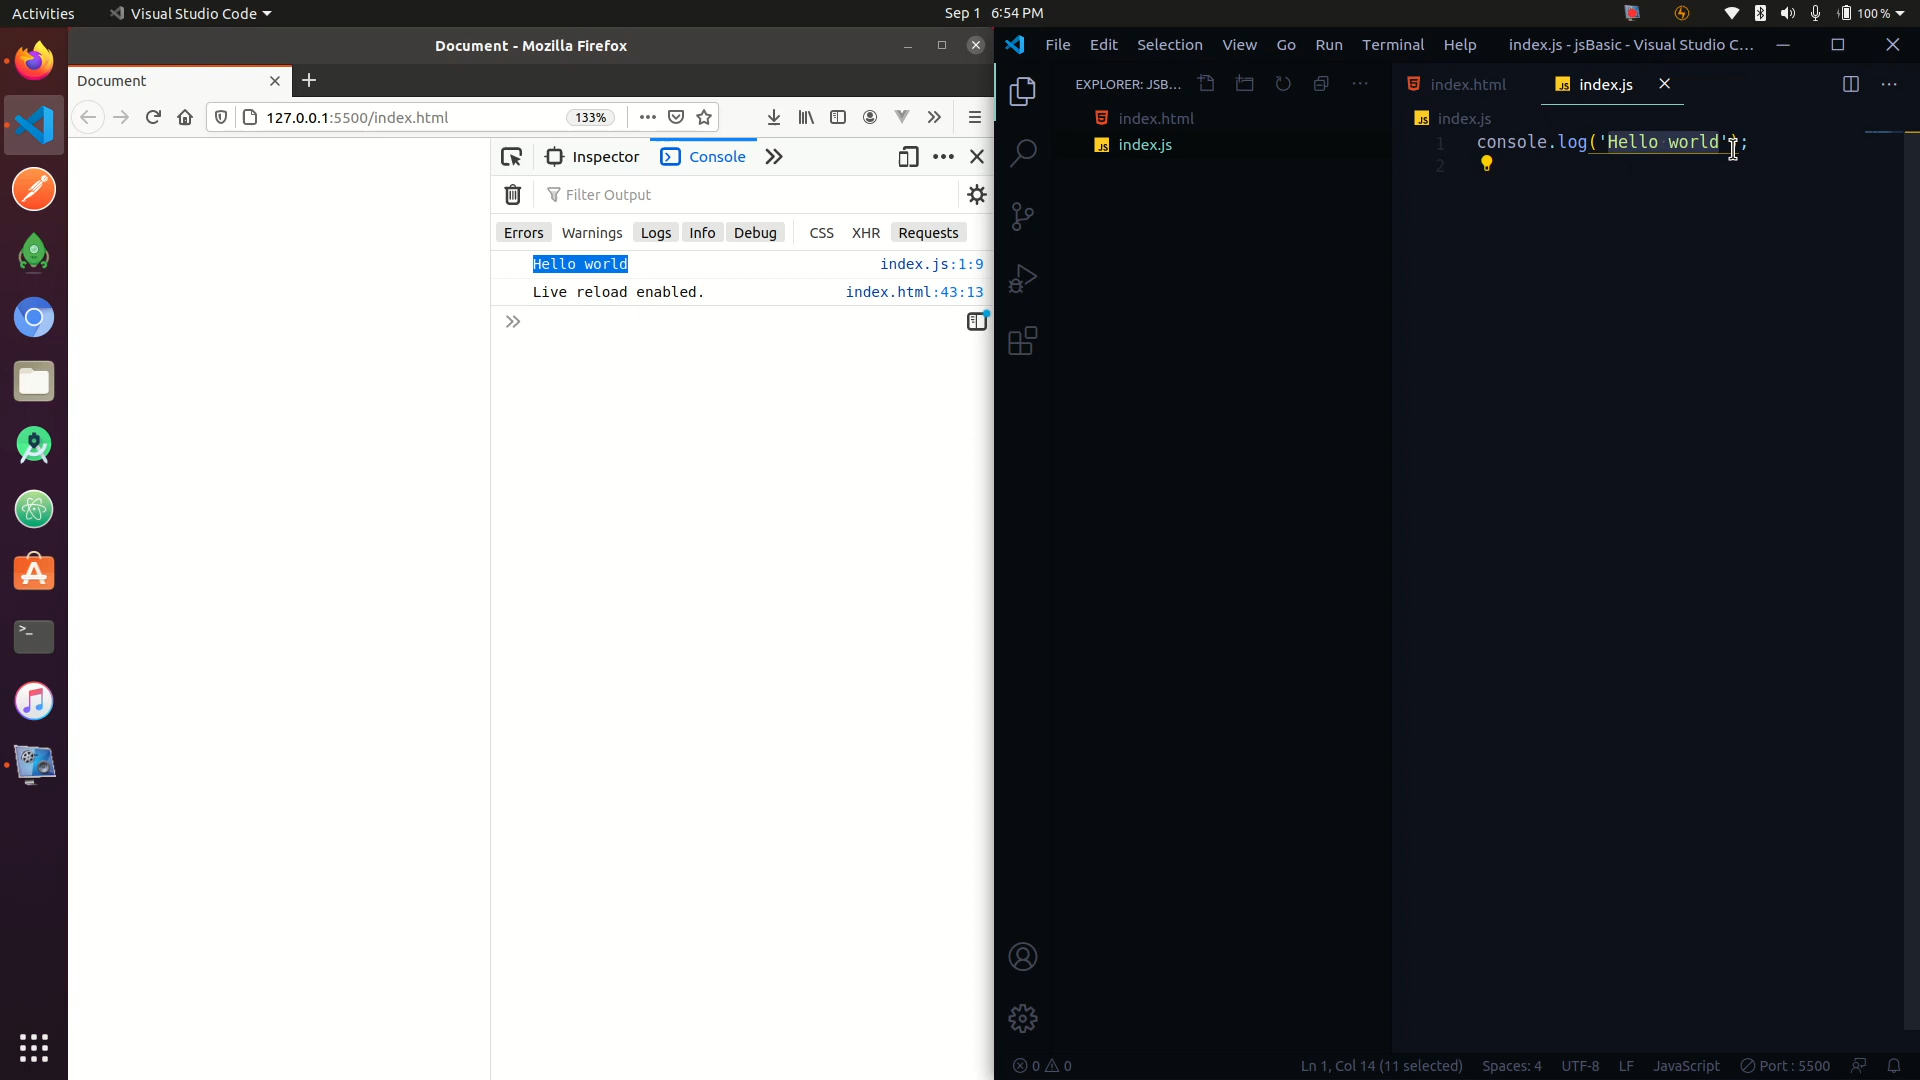 Activities
Visual Studio Code
Sep 1 6:54 PM
100 %
Document - Mozilla Firefox
Document
127.0.0.1:5500/index.html
133%
Inspector
Console
Filter Output
Errors
Warnings
Logs
Info
Debug
CSS
XHR
Requests
Hello world
index.js:1:9
Live reload enabled.
index.html:43:13
File
Edit
Selection
View
Go
Run
Terminal
Help
index.js - jsBasic - Visual Studio C...
EXPLORER: JSB...
index.html
index.js
index.html
index.js
index.js
1 console.log('Hello world');
2
0
0
Ln 1, Col 14 (11 selected)
Spaces: 4
UTF-8
LF
JavaScript
Port : 5500